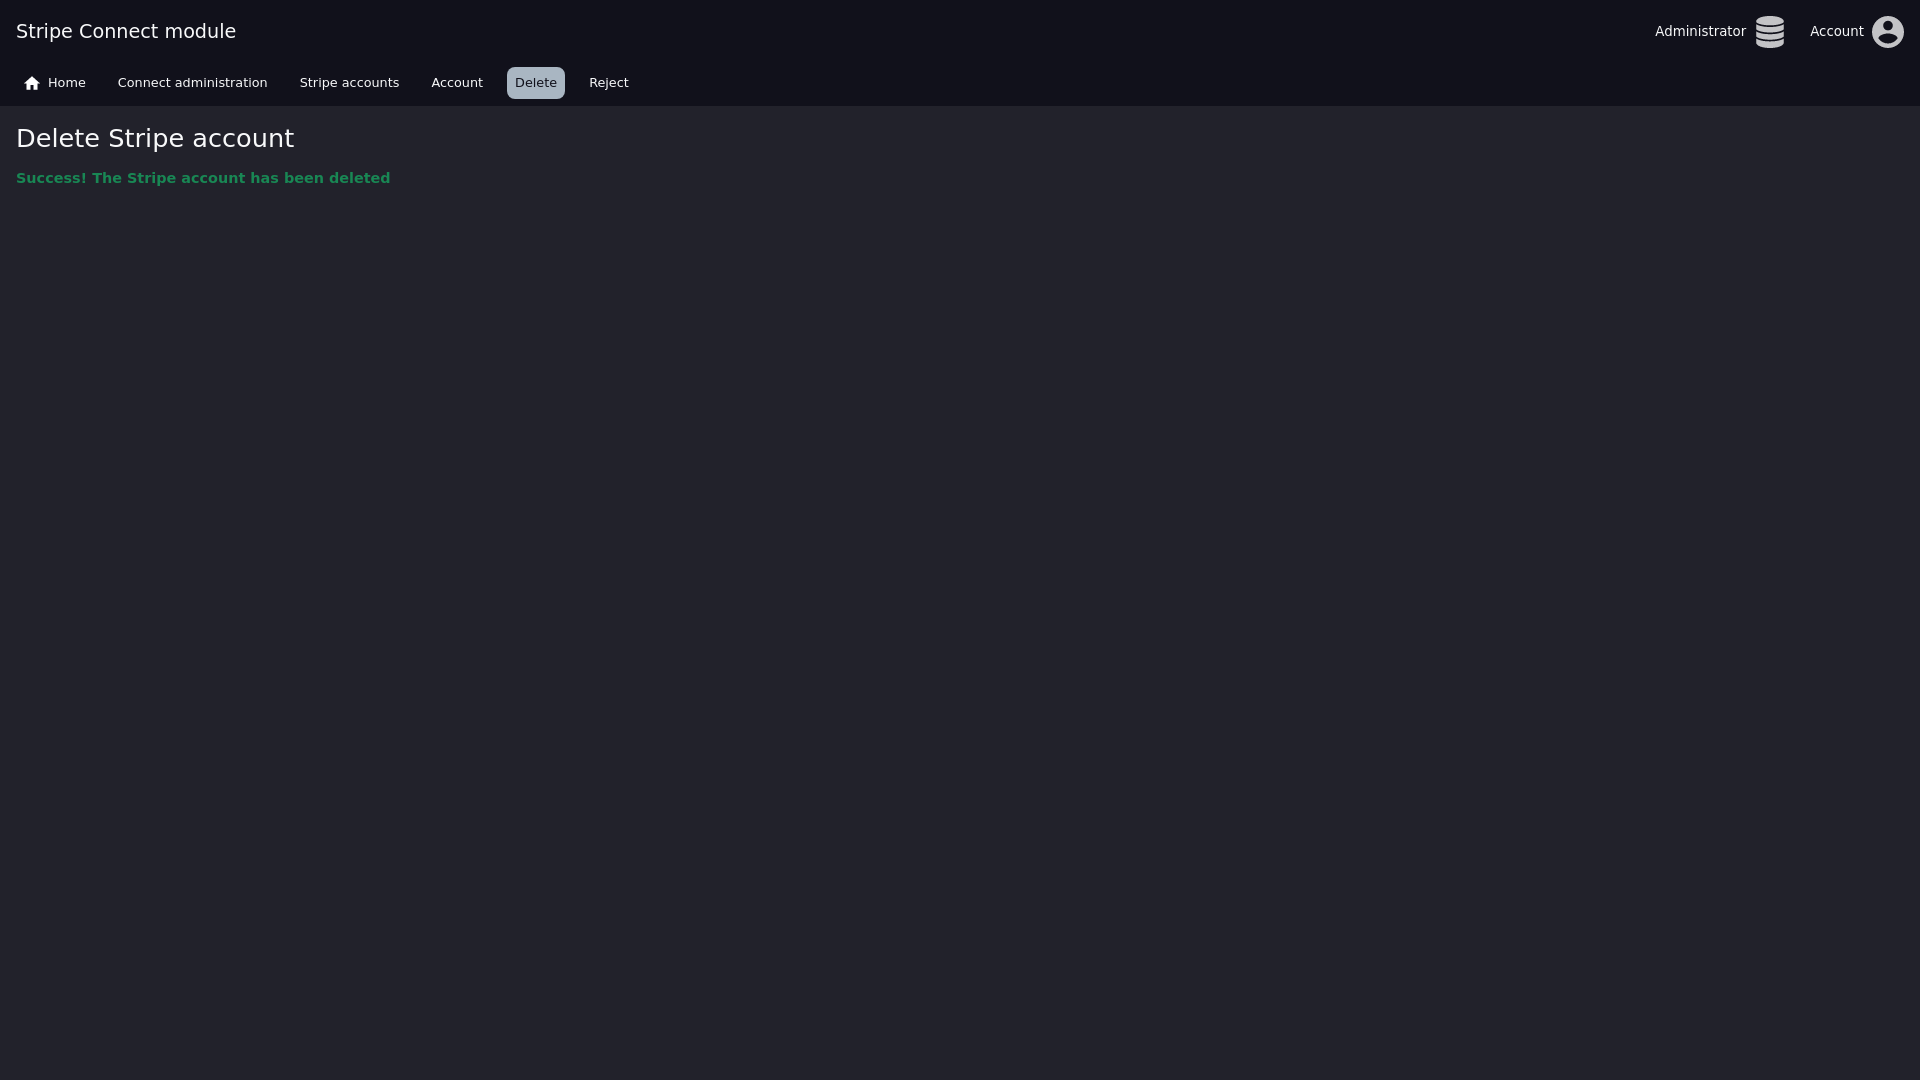 Stripe Connect module
Administrator
Account
Home
Connect administration
Stripe accounts
Account
Delete
Reject
Delete Stripe account
Success! The Stripe account has been deleted